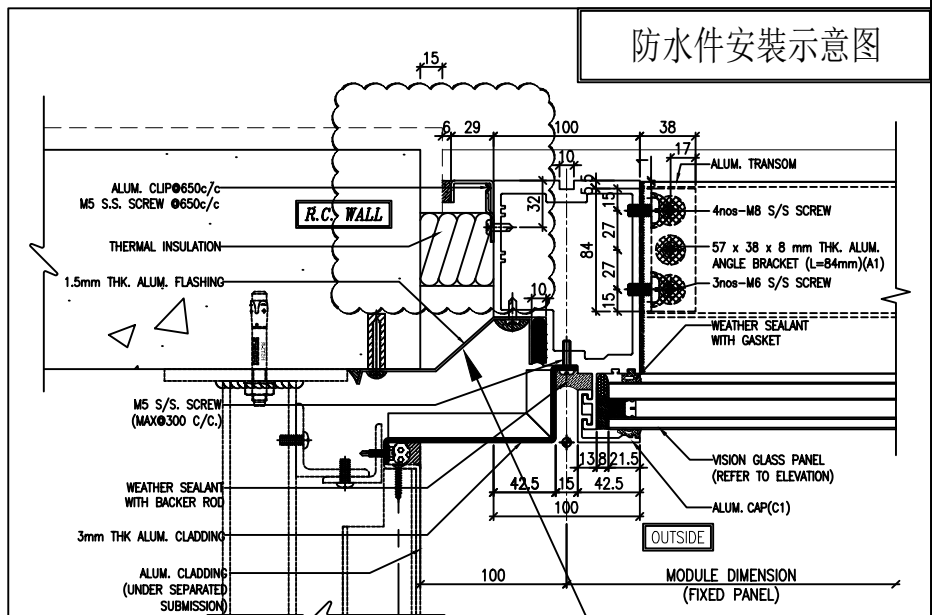 防水件安裝示意图
15
6 29 100 38
17
10
5
5
ALUM. TRANSOM
ALUM. CLIP@650c/c
M5 S.S. SCREW @650c/c
R.C. WALL
32
15
4nos-M8 S/S SCREW
THERMAL INSULATION
27
84
57 x 38 x 8 mm THK. ALUM.
ANGLE BRACKET (L=84mm)(A1)
1.5mm THK. ALUM. FLASHING
27
3nos-M6 S/S SCREW
10
15
WEATHER SEALANT
WITH GASKET
M5 S/S. SCREW
(MAX@300 C/C.)
VISION GLASS PANEL
(REFER TO ELEVATION)
13 8 21.5
WEATHER SEALANT
WITH BACKER ROD
42.5 15 42.5
ALUM. CAP(C1)
100
3mm THK ALUM. CLADDING
OUTSIDE
ALUM. CLADDING
(UNDER SEPARATED
SUBMISSION)
100
MODULE DIMENSION
(FIXED PANEL)